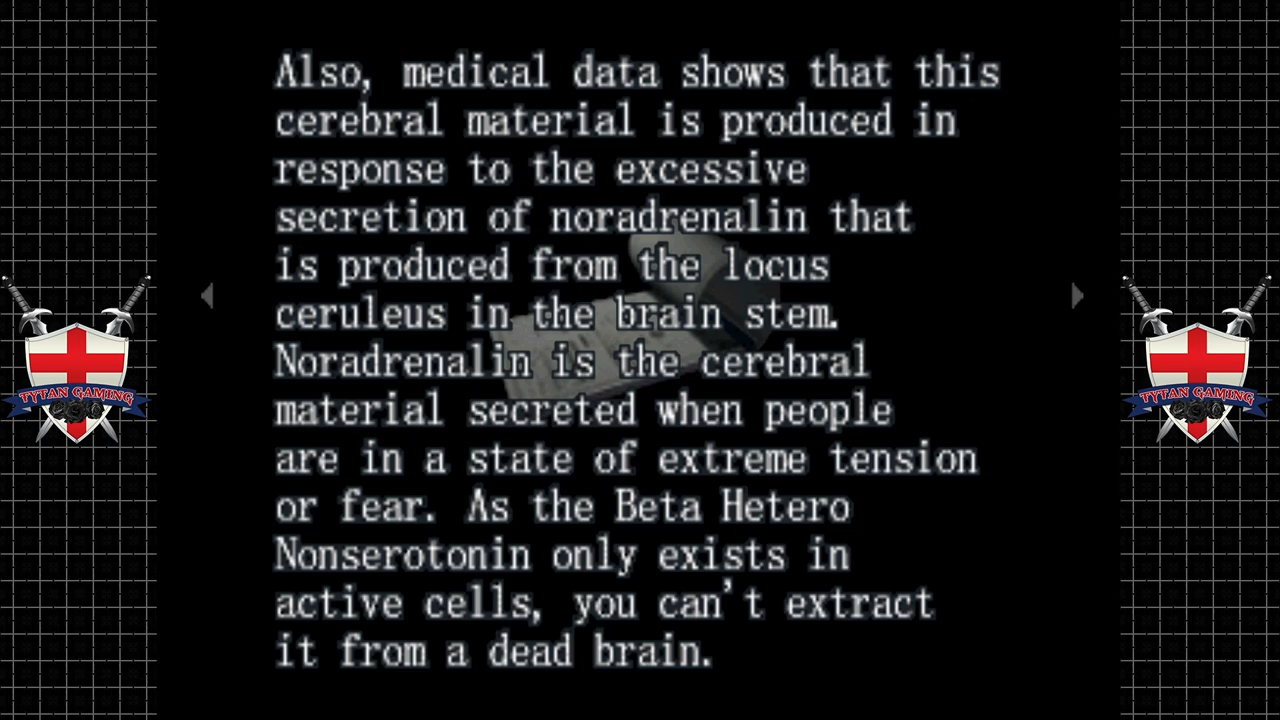 Also, medical data shows that this
cerebral material is produced in
response to the excessive
secretion of noradrenalin that
is produced from the locus
ceruleus in the brain stem.
Noradrenalin is the cerebral
material secreted when people
are in a state of extreme tension
or fear. As the Beta Hetero
Nonserotonin only exists in
active cells, you can't extract
it from a dead brain.
TYTAN GAMING
TYTAN GAMING